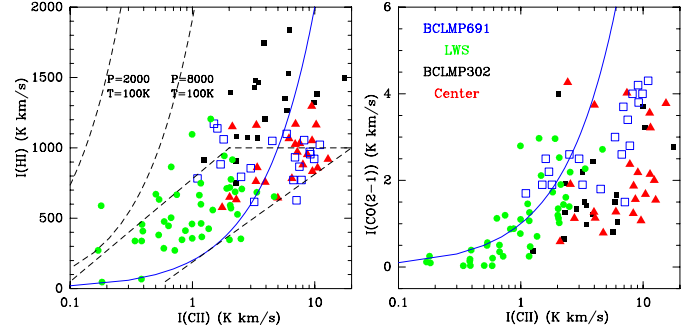 2000
1500
1000
500
0
I(HI) (K km/s)
P=2000 P=8000
T=100K T=100K
0.1 1 10
I(CII) (K km/s)
6
4
2
0
I(CO(2−1)) (K km/s)
BCLMP691
LWS
BCLMP302
Center
0.1 1 10
I(CII) (K km/s)